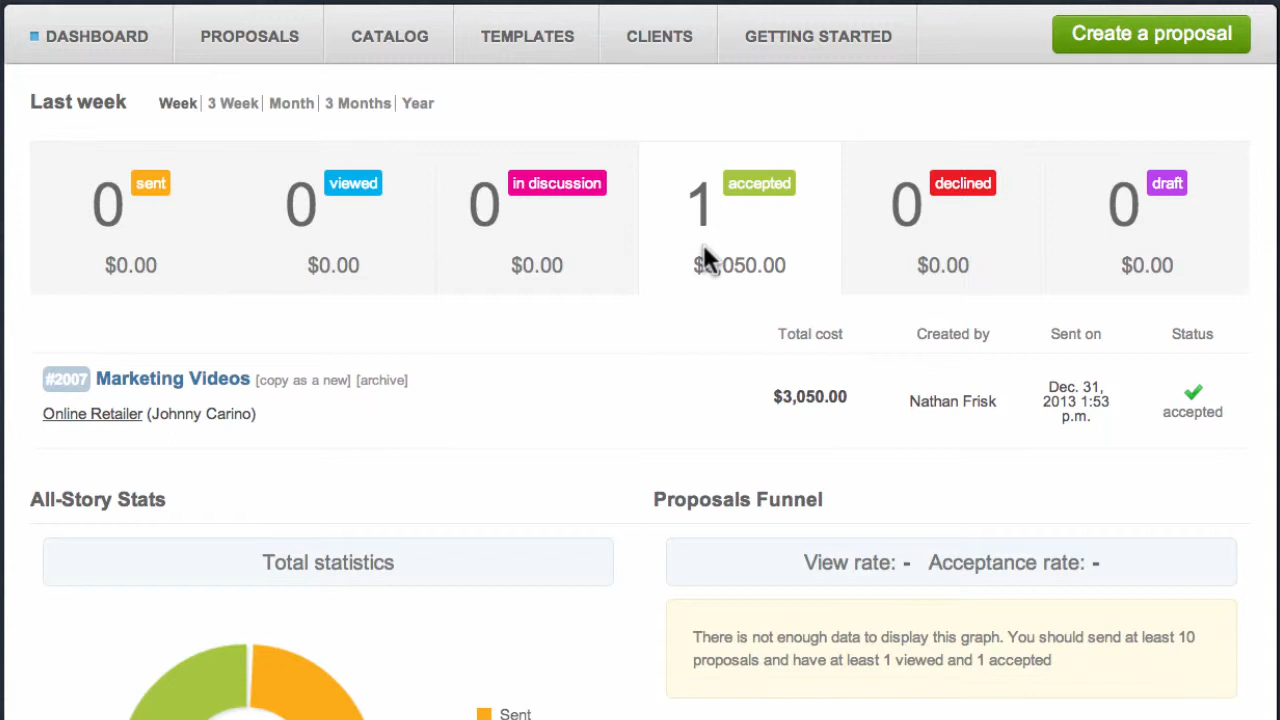 DASHBOARD PROPOSALS CATALOG TEMPLATES CLIENTS GETTING STARTED Create a proposal
Last week Week| 3 Week| Month| 3 Months| Year
0 sent 0 viewed 0 in discussion 1 accepted 0 declined 0 draft
$0.00 $0.00 $0.00 $3,050.00 $0.00 $0.00
Total cost Created by Sent on Status
#2007 Marketing Videos [copy as a new] [archive]
Online Retailer (Johnny Carino)
$3,050.00
Nathan Frisk
Dec. 31,
2013 1:53
p.m.
accepted
All-Story Stats
Total statistics
Sent
Proposals Funnel
View rate: - Acceptance rate: -
There is not enough data to display this graph. You should send at least 10
proposals and have at least 1 viewed and 1 accepted